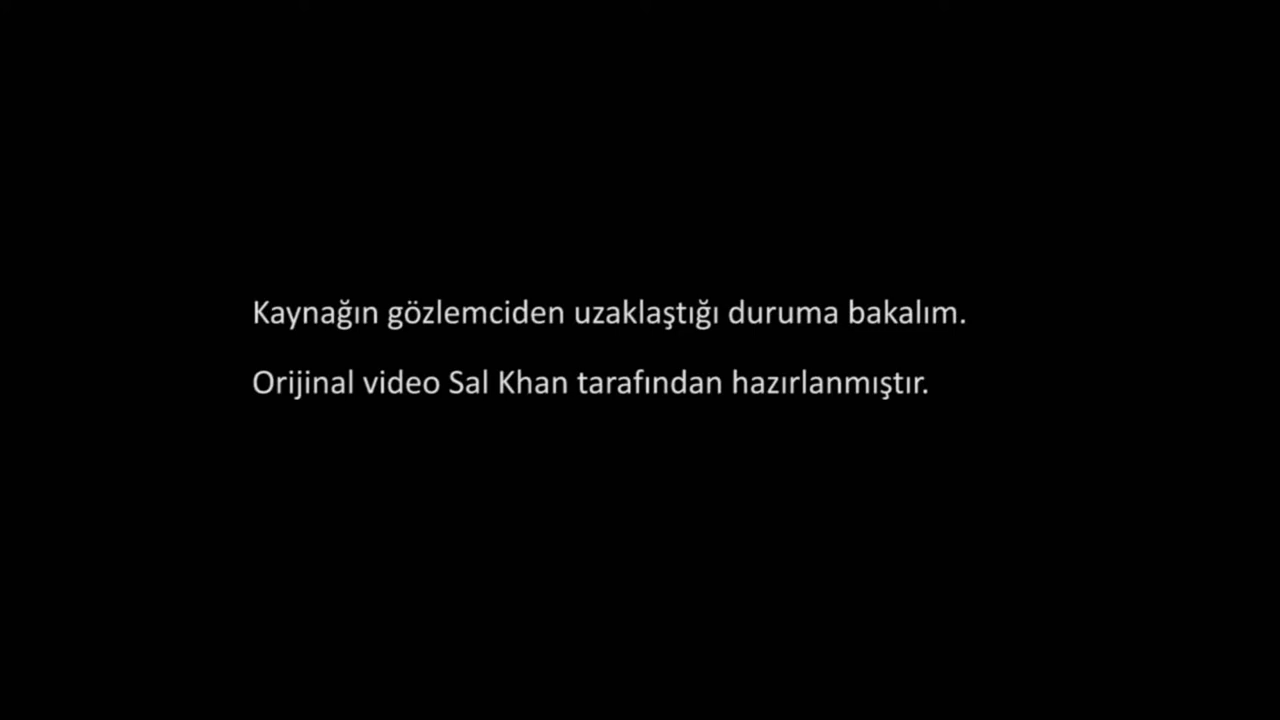 Kaynağın gözlemciden uzaklaştığı duruma bakalım.
Orijinal video Sal Khan tarafından hazırlanmıştır.